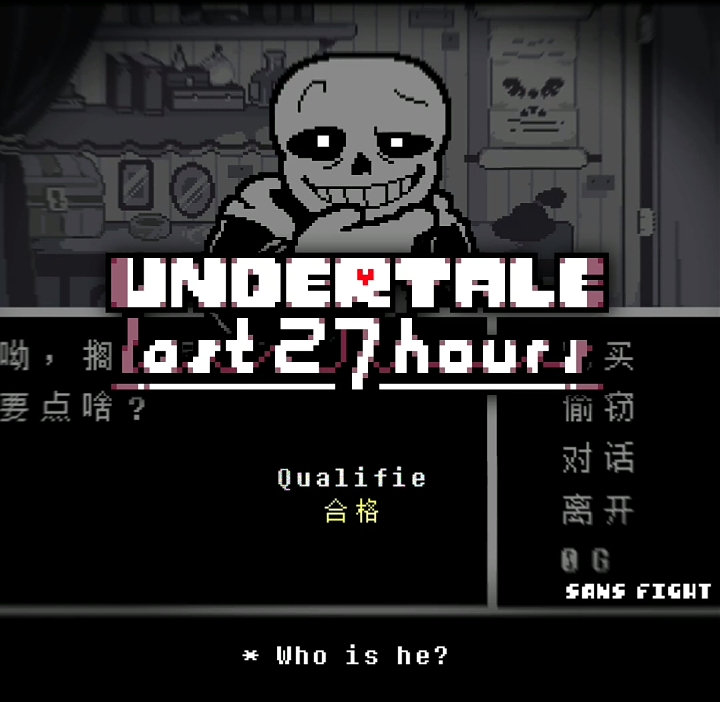 UNDERTALE
last 27 hours
呦，搁
要点啥？
买
偷窃
对话
离开
0 G
Qualifie
合格
SANS FIGHT
* Who is he?